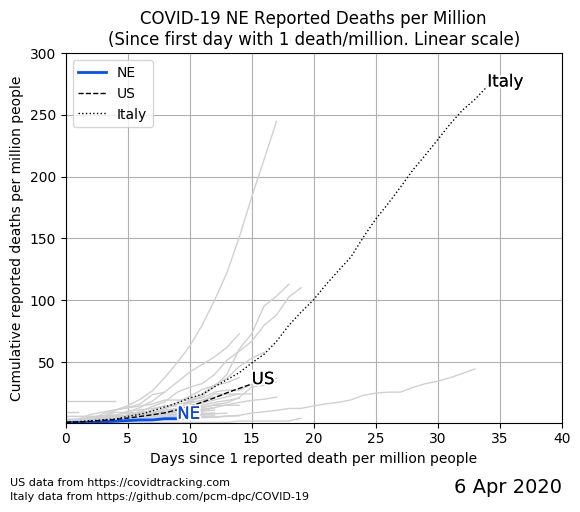 COVID-19 NE Reported Deaths per Million
(Since first day with 1 death/million. Linear scale)
Cumulative reported deaths per million people
300
250
200
150
100
50
NE
US
Italy
Italy
US
NE
0 5 10 15 20 25 30 35 40
Days since 1 reported death per million people
US data from https://covidtracking.com
Italy data from https://github.com/pcm-dpc/COVID-19
6 Apr 2020